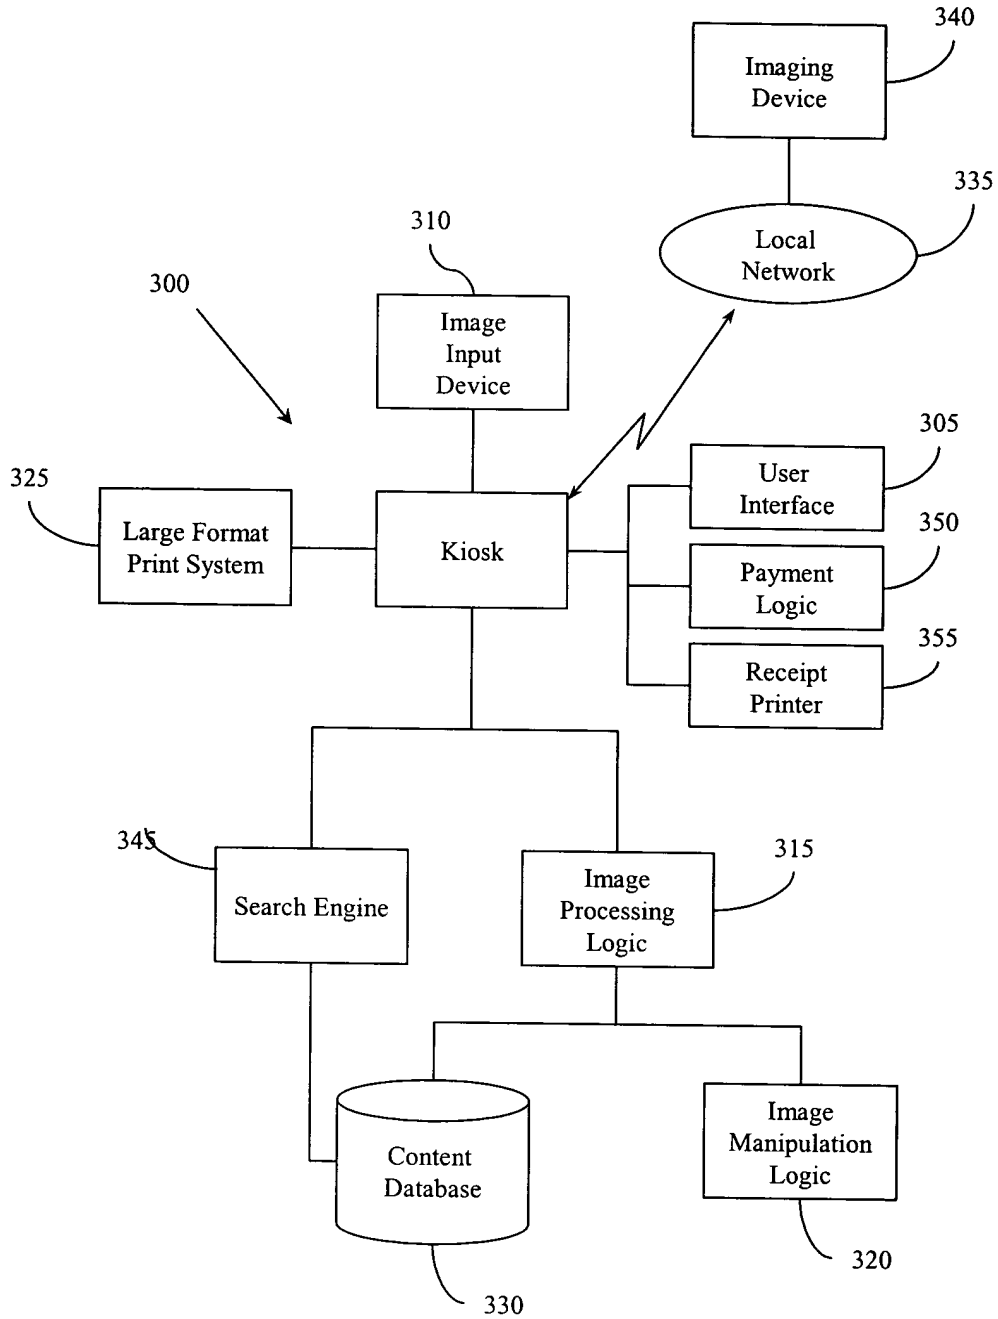 340
Imaging
Device
335
Local
Network
310
300
Image
Input
Device
305
User
Interface
325
Large Format
Print System
Kiosk
350
Payment
Logic
355
Receipt
Printer
345
Search Engine
315
Image
Processing
Logic
Content
Database
Image
Manipulation
Logic
320
330